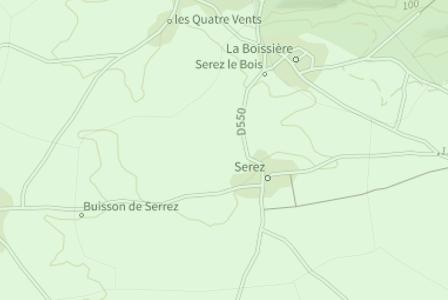 100
les Quatre Vents
La Boissière
Serez le Bois
D550
Serez
Buisson de Serrez